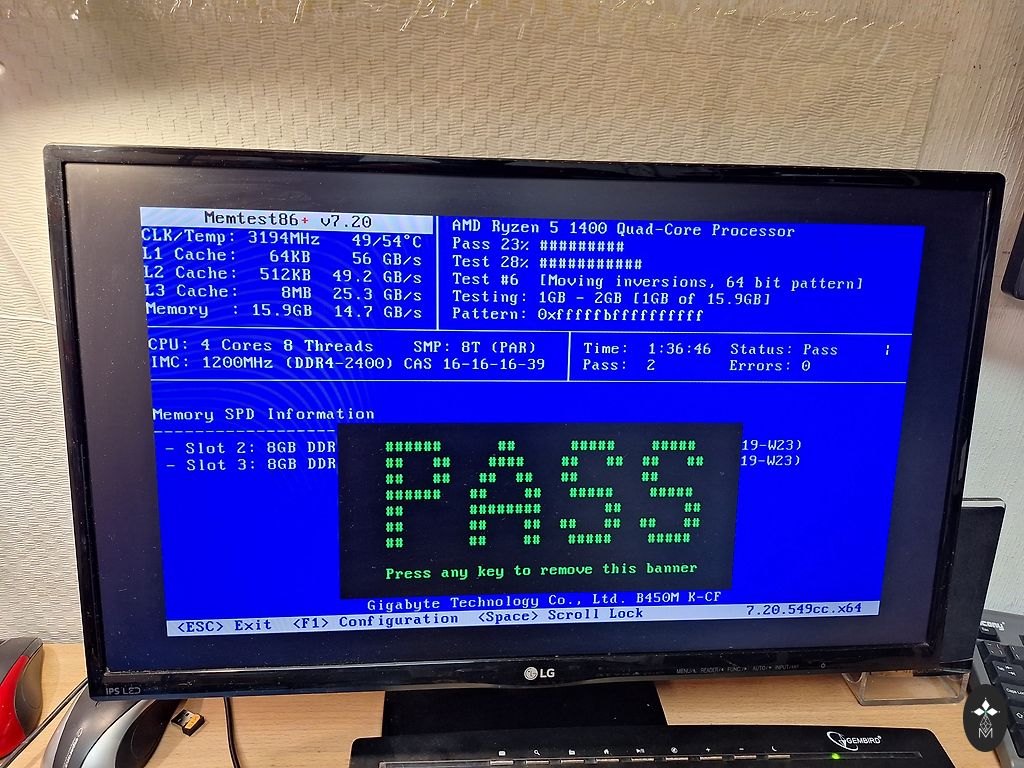 Memtest86+ v7.20
CLK/Temp: 3194MHz 49/54°C
L1 Cache: 64KB 56 GB/s
L2 Cache: 512KB 49.2 GB/s
L3 Cache: 8MB 25.3 GB/s
Memory : 15.9GB 14.7 GB/s
AMD Ryzen 5 1400 Quad-Core Processor
Pass 23% #########
Test 28% ###########
Test #6 [Moving inversions, 64 bit pattern]
Testing: 1GB - 2GB [1GB of 15.9GB]
Pattern: 0xfffffbffffffffff
CPU: 4 Cores 8 Threads SMP: 8T (PAR)
IMC: 1200MHz (DDR4-2400) CAS 16-16-16-39
Time: 1:36:46 Status: Pass
Pass: 2 Errors: 0
Memory SPD Information
- Slot 2: 8GB DDR 19-W23)
- Slot 3: 8GB DDR 19-W23)
PASS
Press any key to remove this banner
Gigabyte Technology Co., Ltd. B450M K-CF
<ESC> Exit <F1> Configuration <Space> Scroll Lock 7.20.549cc.x64
LG
IPS LED
GEMBIRD
M